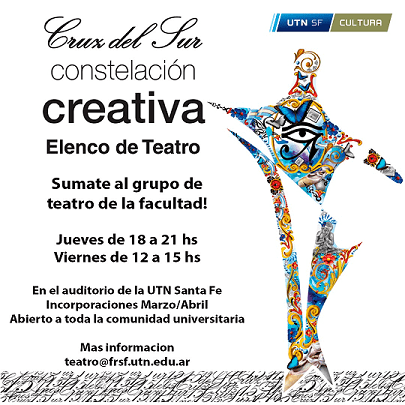 Cruz del Sur
UTN SF CULTURA
constelación
creativa
Elenco de Teatro
Sumate al grupo de
teatro de la facultad!
Jueves de 18 a 21 hs
Viernes de 12 a 15 hs
En el auditorio de la UTN Santa Fe
Incorporaciones Marzo/Abril
Abierto a toda la comunidad universitaria
Mas informacion
teatro@frsf.utn.edu.ar